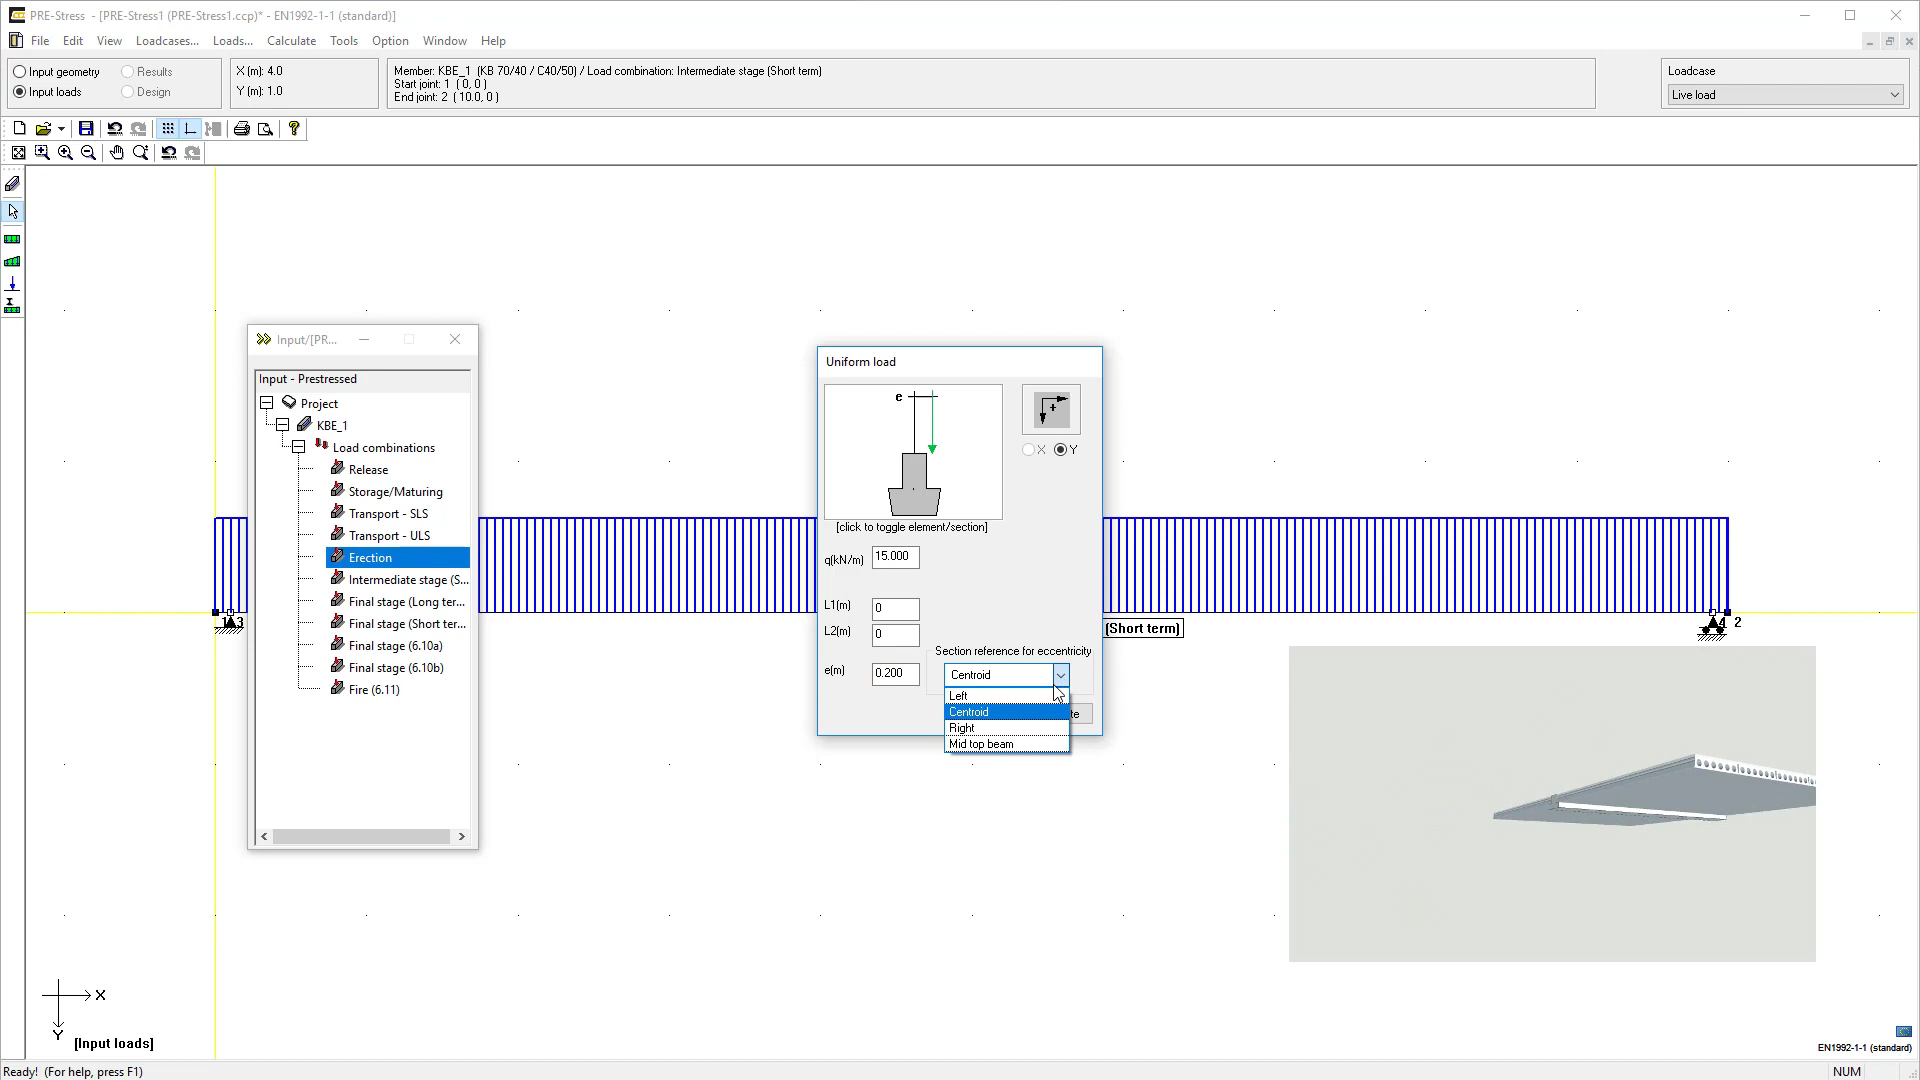 PRE-Stress - [PRE-Stress1 (PRE-Stress1.ccp)* - EN1992-1-1 (standard)]
File Edit View Loadcases... Loads... Calculate Tools Option Window Help
Input geometry
Results
Input loads
Design
X (m): 4.0
Y (m): 1.0
Member: KBE_1 (KB 70/40 / C40/50) / Load combination: Intermediate stage (Short term)
Start joint: 1 ( 0, 0 )
End joint: 2 ( 10.0, 0 )
Loadcase
Live load
Input/[PR...
Input - Prestressed
Project
KBE_1
Load combinations
Release
Storage/Maturing
Transport - SLS
Transport - ULS
Erection
Intermediate stage (S...
Final stage (Long ter...
Final stage (Short ter...
Final stage (6.10a)
Final stage (6.10b)
Fire (6.11)
Uniform load
e
X Y
[click to toggle element/section]
q(kN/m) 15.000
L1(m) 0
L2(m) 0
Section reference for eccentricity
e(m) 0.200
Centroid
Left
Centroid
Right
Mid top beam
te
(Short term)]
3
4
2
X
Y
[Input loads]
EN1992-1-1 (standard)
Ready! (For help, press F1)
NUM